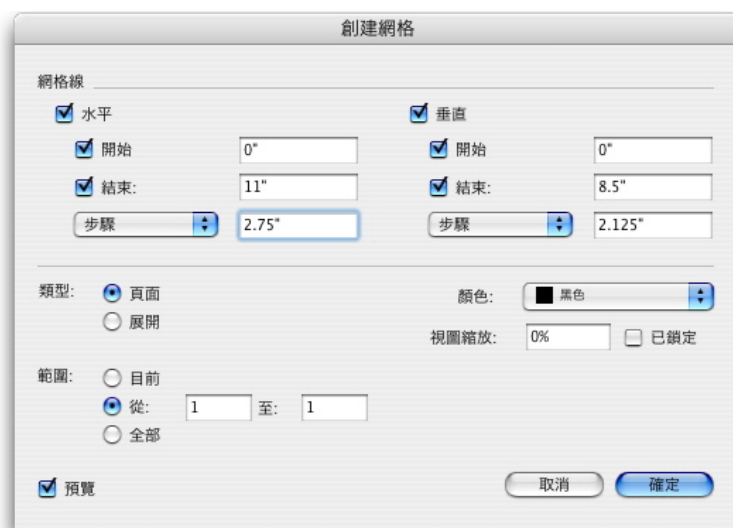 創建網格
網格線
水平
垂直
開始 0"
開始 0"
結束: 11"
結束: 8.5"
步驟 2.75"
步驟 2.125"
類型: 頁面
展開
顏色: 黑色
視圖縮放: 0% 已鎖定
範圍: 目前
從: 1 至: 1
全部
預覽
取消
確定